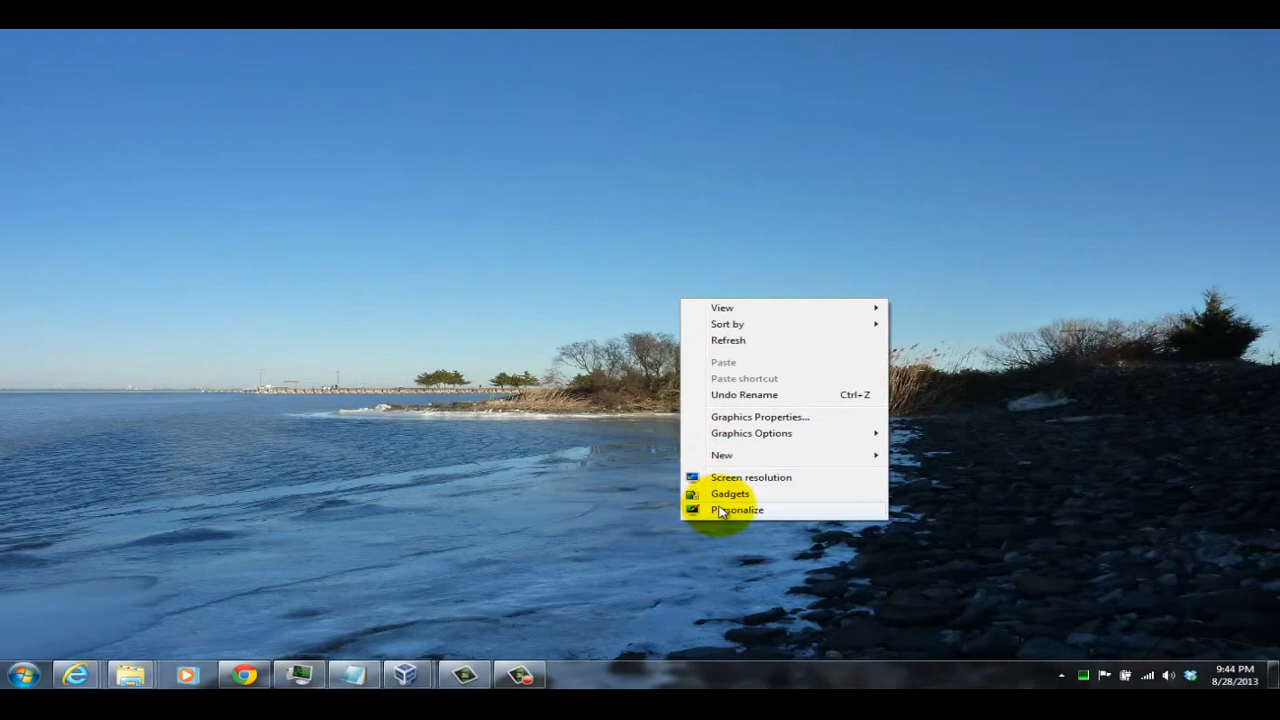 View
Sort by
Refresh
Paste
Paste shortcut
Undo Rename Ctrl+Z
Graphics Properties...
Graphics Options
New
Screen resolution
Gadgets
Personalize
9:44 PM
8/28/2013